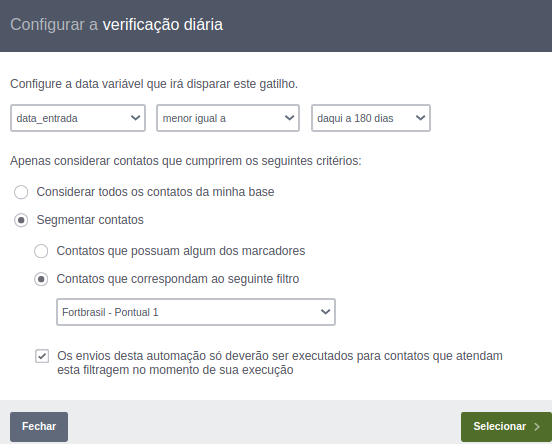 Configurar a verificação diária
Configure a data variável que irá disparar este gatilho.
data_entrada menor igual a daqui a 180 dias
Apenas considerar contatos que cumprirem os seguintes critérios:
Considerar todos os contatos da minha base
Segmentar contatos
Contatos que possuam algum dos marcadores
Contatos que correspondam ao seguinte filtro
Fortbrasil - Pontual 1
Os envios desta automação só deverão ser executados para contatos que atendam
esta filtragem no momento de sua execução
Fechar Selecionar